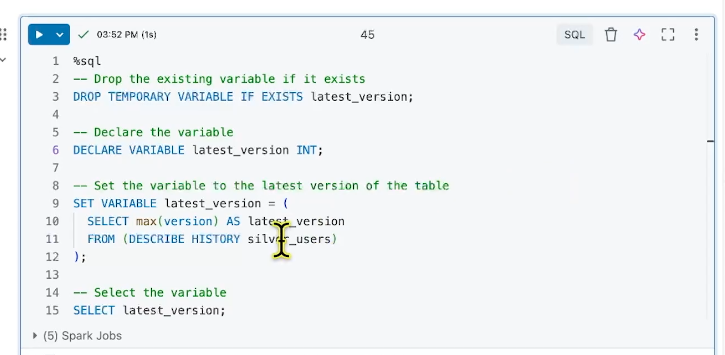 03:52 PM (1s)
45
SQL
1 %sql
2 -- Drop the existing variable if it exists
3 DROP TEMPORARY VARIABLE IF EXISTS latest_version;
4
5 -- Declare the variable
6 DECLARE VARIABLE latest_version INT;
7
8 -- Set the variable to the latest version of the table
9 SET VARIABLE latest_version = (
10 SELECT max(version) AS latest_version
11 FROM (DESCRIBE HISTORY silver_users)
12 );
13
14 -- Select the variable
15 SELECT latest_version;
(5) Spark Jobs